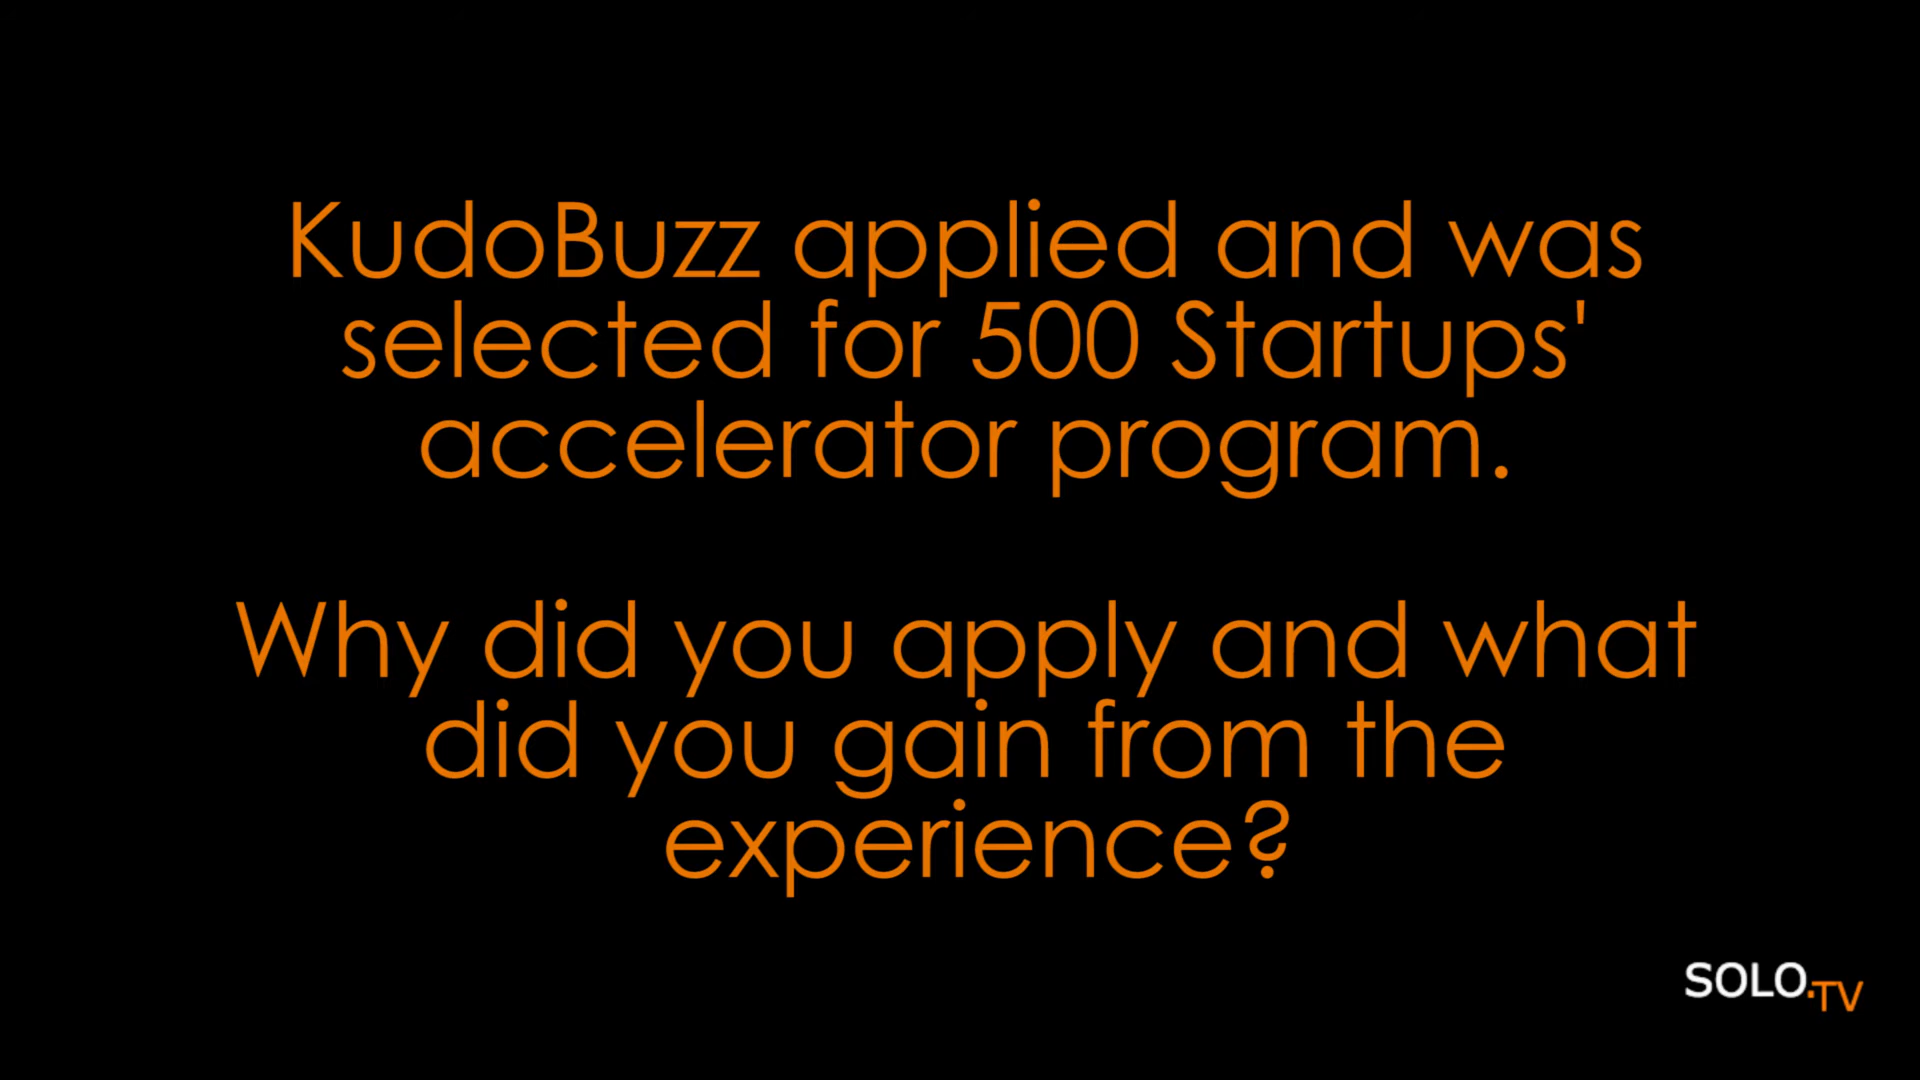 KudoBuzz applied and was
selected for 500 Startups'
accelerator program.
Why did you apply and what
did you gain from the
experience?
SOLO.TV